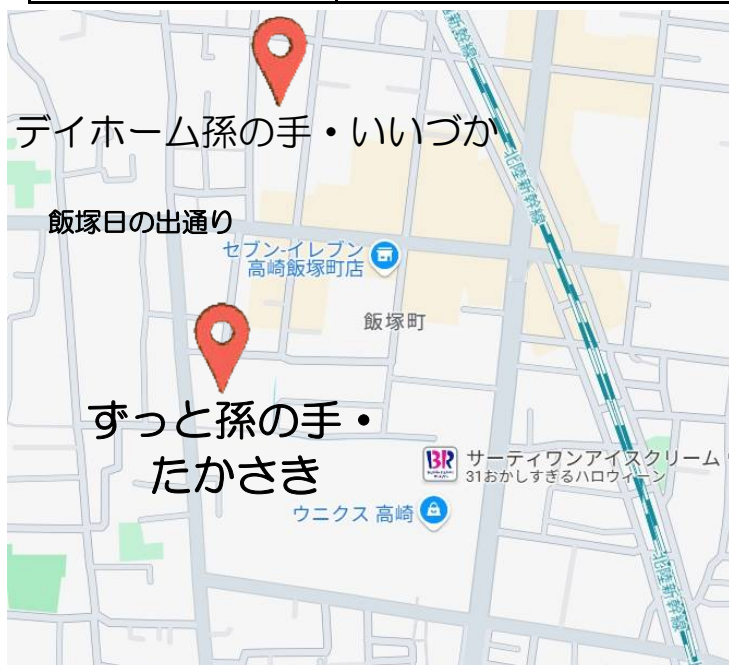 北陸新幹線
デイホーム孫の手・いいづか
飯塚日の出通り
セブン-イレブン
高崎飯塚町店
飯塚町
ずっと孫の手・
たかさき
BR
サーティワンアイスクリーム
31おかしすぎるハロウィーン
ウニクス 高崎
北陸新幹線